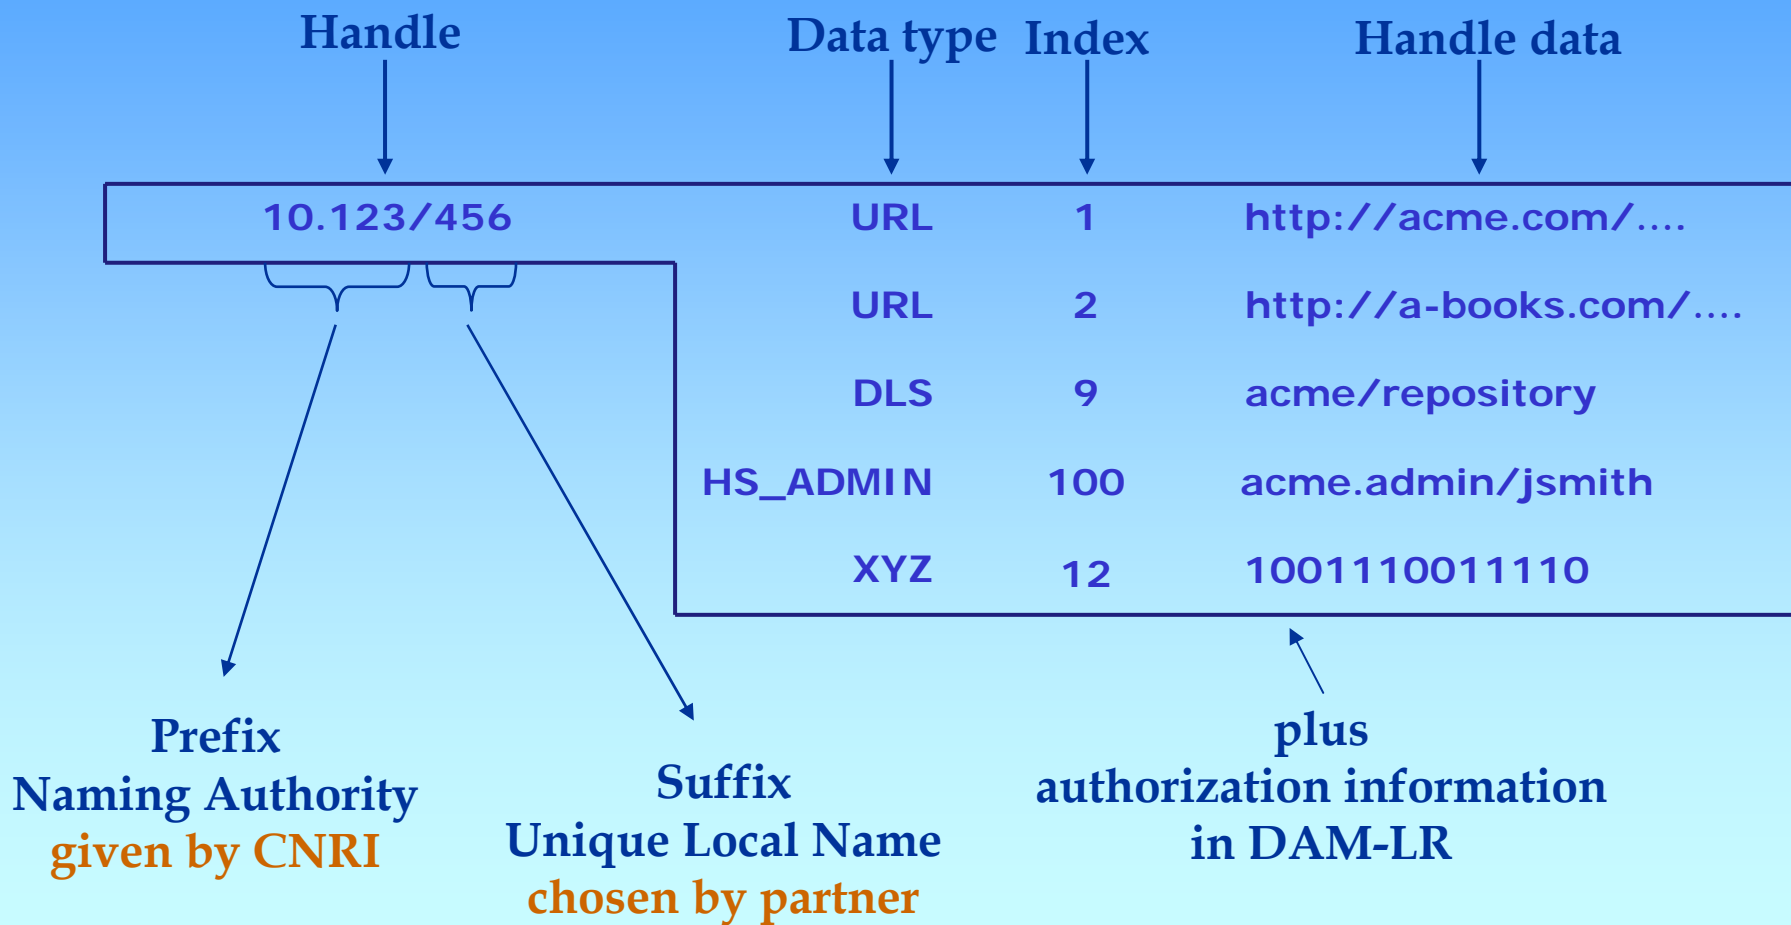 Handle Data type Index Handle data
10.123/456 URL 1 http://acme.com/....
URL 2 http://a-books.com/....
DLS 9 acme/repository
HS_ADMIN 100 acme.admin/jsmith
XYZ 12 1001110011110
Prefix
Naming Authority
given by CNRI
Suffix
Unique Local Name
chosen by partner
plus
authorization information
in DAM-LR